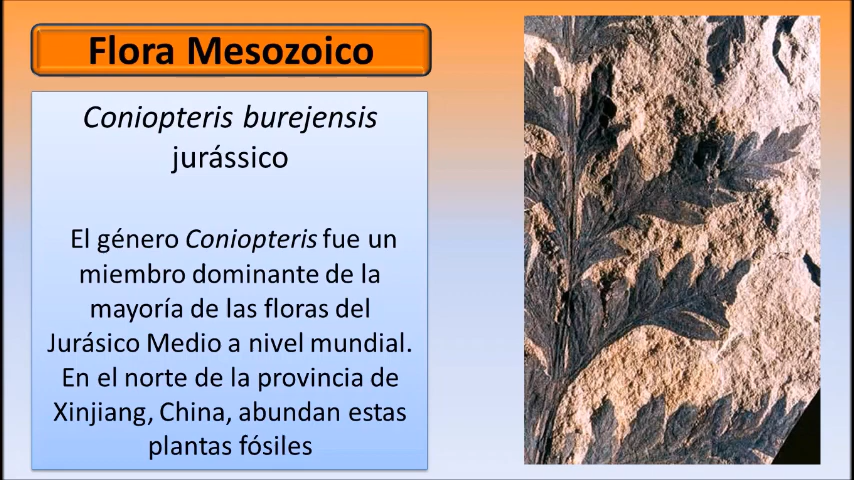 Flora Mesozoico
Coniopteris burejensis
jurássico
El género Coniopteris fue un
miembro dominante de la
mayoría de las floras del
Jurásico Medio a nivel mundial.
En el norte de la provincia de
Xinjiang, China, abundan estas
plantas fósiles